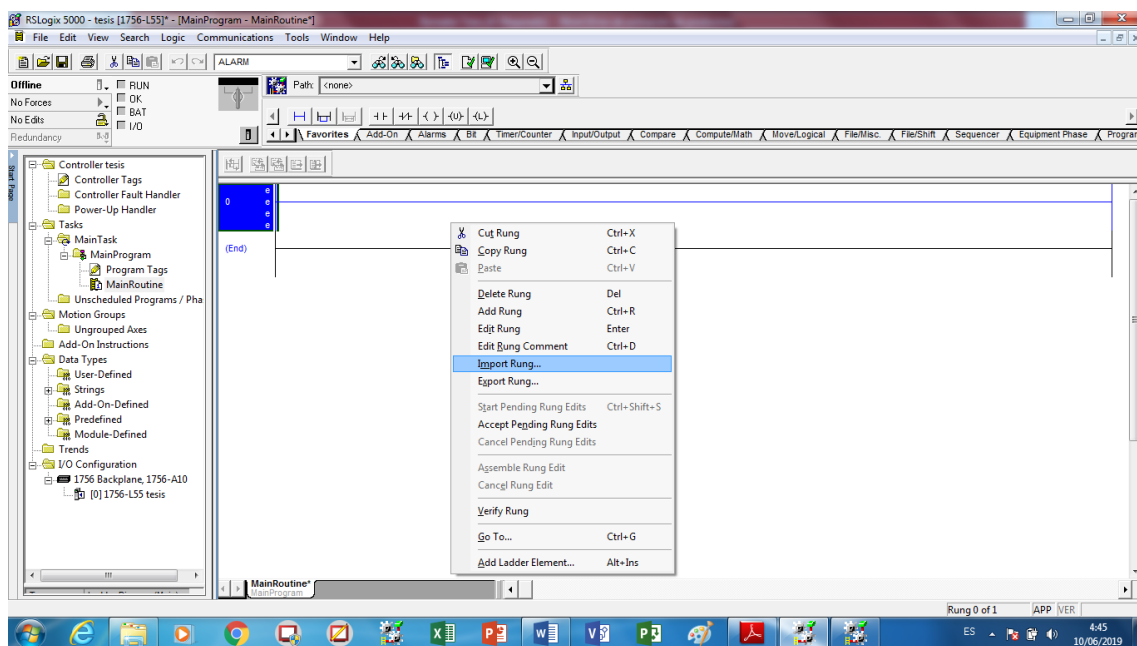 RSLogix 5000 - tesis [1756-L55]* - [MainProgram - MainRoutine*]
File Edit View Search Logic Communications Tools Window Help
ALARM
Offline
RUN
Path: <none>
No Forces
OK
BAT
No Edits
I/O
Redundancy
Favorites Add-On Alarms Bit Timer/Counter Input/Output Compare Compute/Math Move/Logical File/Misc. File/Shift Sequencer Equipment Phase Progra
Start Page
Controller tesis
Controller Tags
Controller Fault Handler
Power-Up Handler
Tasks
MainTask
MainProgram
Program Tags
MainRoutine
Unscheduled Programs / Pha
Motion Groups
Ungrouped Axes
Add-On Instructions
Data Types
User-Defined
Strings
Add-On-Defined
Predefined
Module-Defined
Trends
I/O Configuration
1756 Backplane, 1756-A10
[0] 1756-L55 tesis
0
e
e
e
e
(End)
Cut Rung Ctrl+X
Copy Rung Ctrl+C
Paste Ctrl+V
Delete Rung Del
Add Rung Ctrl+R
Edit Rung Enter
Edit Rung Comment Ctrl+D
Import Rung...
Export Rung...
Start Pending Rung Edits Ctrl+Shift+S
Accept Pending Rung Edits
Cancel Pending Rung Edits
Assemble Rung Edit
Cancel Rung Edit
Verify Rung
Go To... Ctrl+G
Add Ladder Element... Alt+Ins
MainRoutine*
MainProgram
Rung 0 of 1 APP VER
ES 4:45
10/06/2019